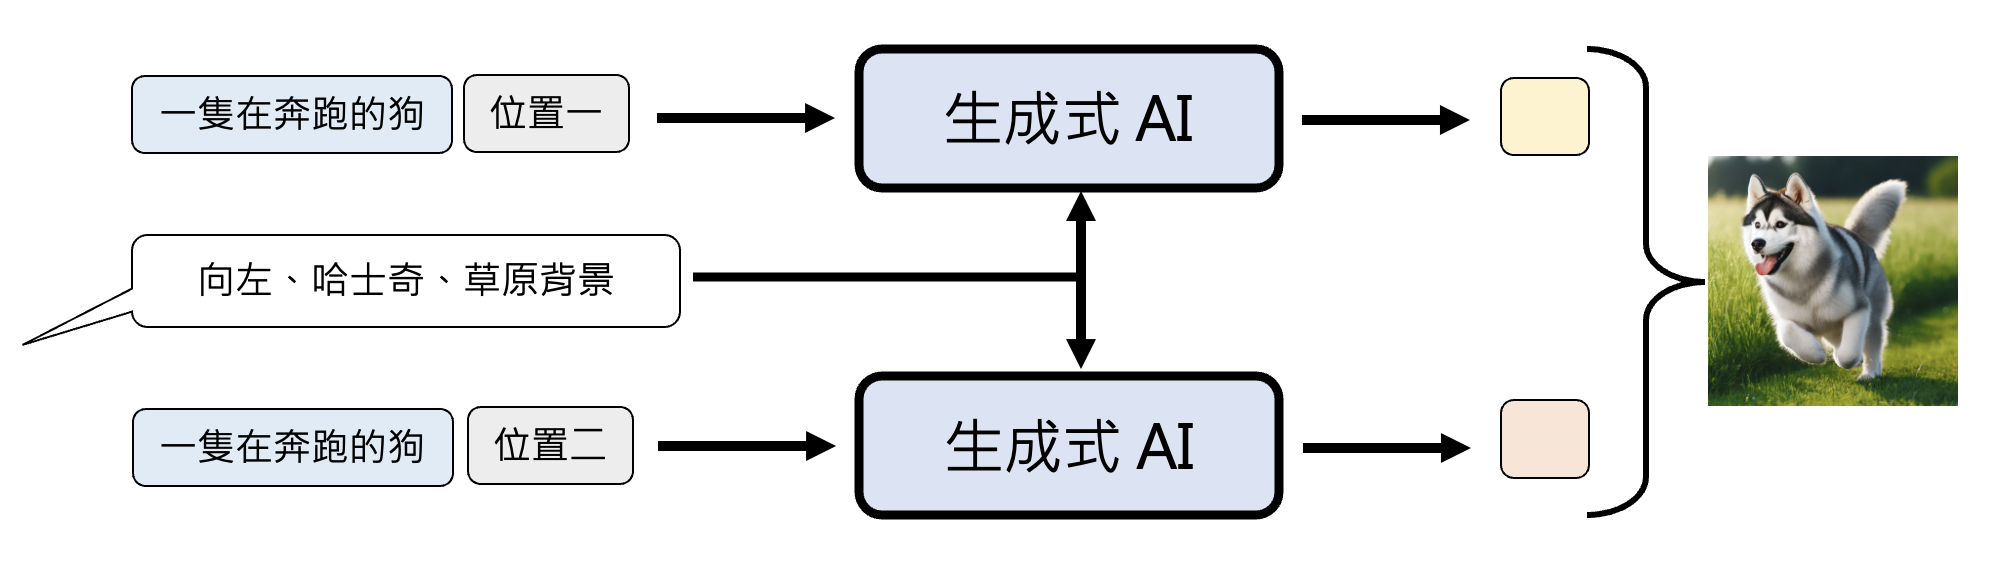 一隻在奔跑的狗
位置一
生成式 AI
向左、哈士奇、草原背景
一隻在奔跑的狗
位置二
生成式 AI